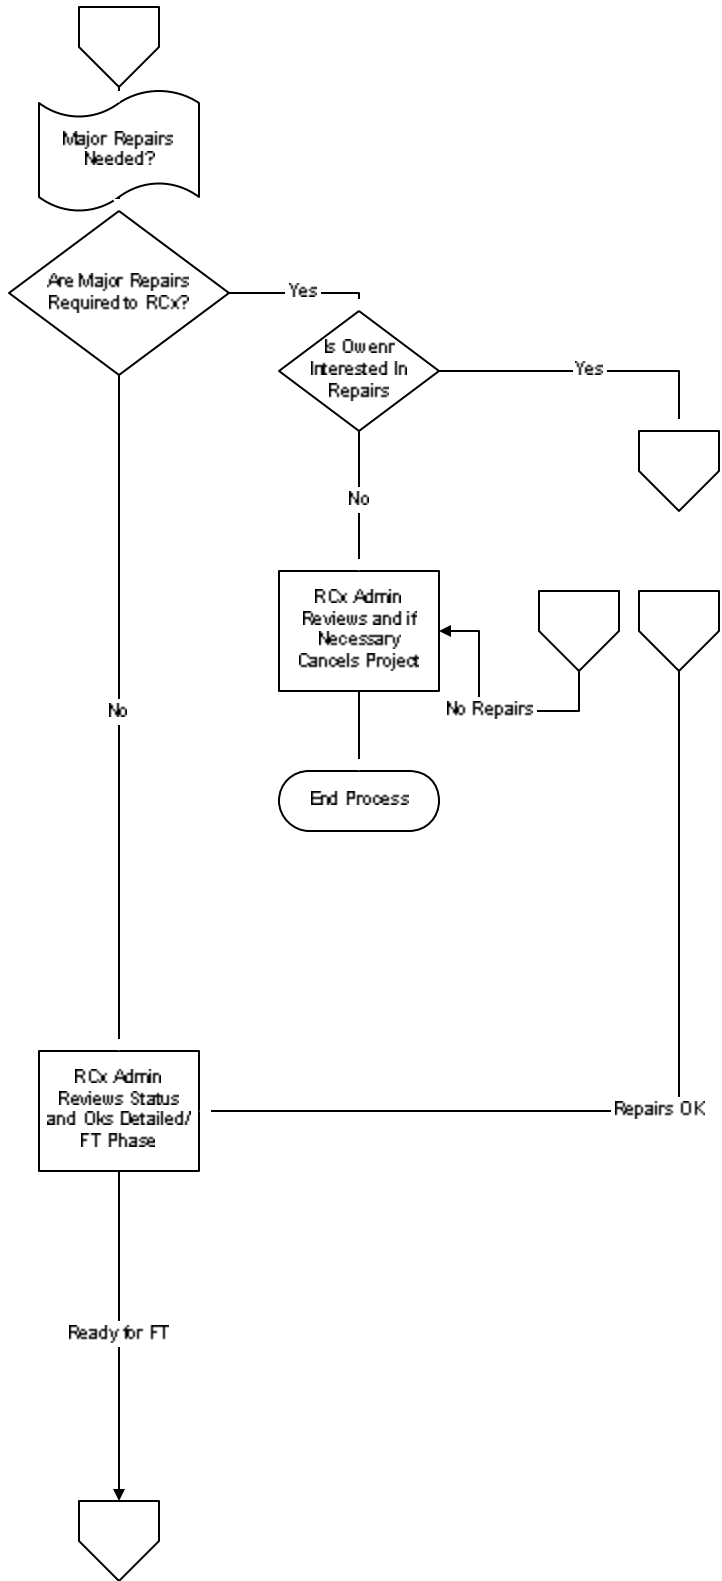 Major Repairs
Needed?
Are Major Repairs
Required to RCx?
Yes
Is Owenr
Interested In
Repairs
Yes
No
RCx Admin
Reviews and if
Necessary
Cancels Project
No Repairs
No
End Process
RCx Admin
Reviews Status
and Oks Detailed/
FT Phase
Repairs OK
Ready for FT